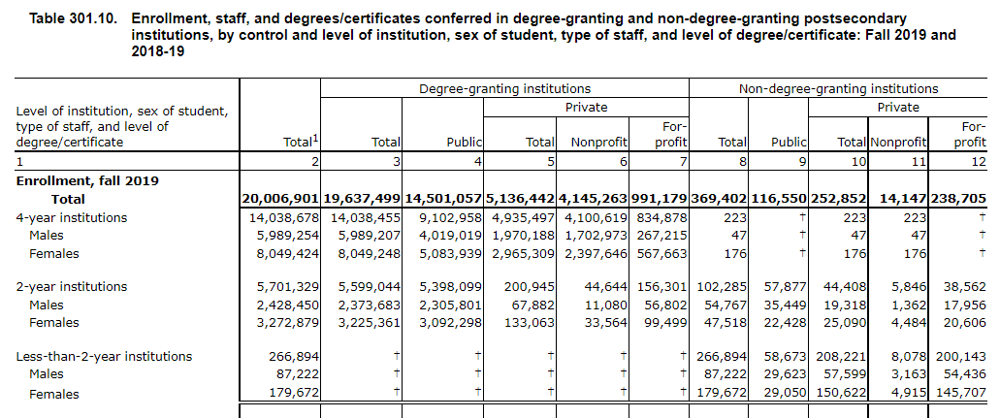 Table 301.10. Enrollment, staff, and degrees/certificates conferred in degree-granting and non-degree-granting postsecondary
institutions, by control and level of institution, sex of student, type of staff, and level of degree/certificate: Fall 2019 and
2018-19
Level of institution, sex of student,
type of staff, and level of
degree/certificate
Total1
Degree-granting institutions
Total
Public
Private
Total
Nonprofit
For-
profit
Non-degree-granting institutions
Total
Public
Private
Total
Nonprofit
For-
profit
1 2 3 4 5 6 7 8 9 10 11 12
Enrollment, fall 2019
Total 20,006,901 19,637,499 14,501,057 5,136,442 4,145,263 991,179 369,402 116,550 252,852 14,147 238,705
4-year institutions 14,038,678 14,038,455 9,102,958 4,935,497 4,100,619 834,878 223 † 223 223 †
Males 5,989,254 5,989,207 4,019,019 1,970,188 1,702,973 267,215 47 † 47 47 †
Females 8,049,424 8,049,248 5,083,939 2,965,309 2,397,646 567,663 176 † 176 176 †
2-year institutions 5,701,329 5,599,044 5,398,099 200,945 44,644 156,301 102,285 57,877 44,408 5,846 38,562
Males 2,428,450 2,373,683 2,305,801 67,882 11,080 56,802 54,767 35,449 19,318 1,362 17,956
Females 3,272,879 3,225,361 3,092,298 133,063 33,564 99,499 47,518 22,428 25,090 4,484 20,606
Less-than-2-year institutions 266,894 † † † † † 266,894 58,673 208,221 8,078 200,143
Males 87,222 † † † † † 87,222 29,623 57,599 3,163 54,436
Females 179,672 † † † † † 179,672 29,050 150,622 4,915 145,707